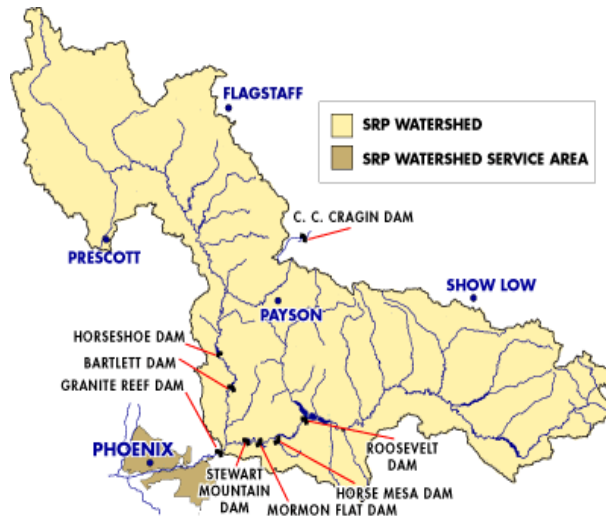 FLAGSTAFF
SRP WATERSHED
SRP WATERSHED SERVICE AREA
C. C. CRAGIN DAM
PRESCOTT
SHOW LOW
PAYSON
HORSESHOE DAM
BARTLETT DAM
GRANITE REEF DAM
PHOENIX
ROOSEVELT
DAM
STEWART
MOUNTAIN
DAM
HORSE MESA DAM
MORMON FLAT DAM